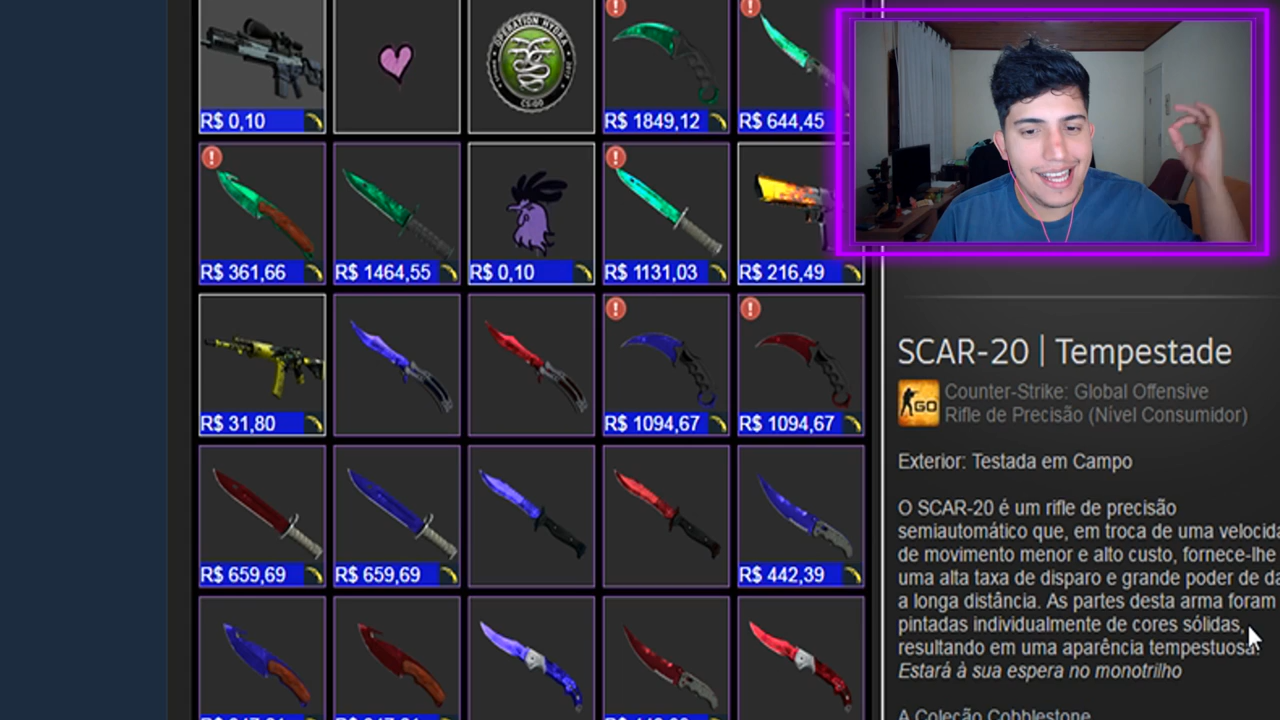 OPERATION HYDRA
CS:GO
R$ 0,10
R$ 1849,12
R$ 644,45
R$ 361,66
R$ 1464,55
R$ 0,10
R$ 1131,03
R$ 216,49
R$ 31,80
R$ 1094,67
R$ 1094,67
R$ 659,69
R$ 659,69
R$ 442,39
SCAR-20 | Tempestade
GO
Counter-Strike: Global Offensive
Rifle de Precisão (Nível Consumidor)
Exterior: Testada em Campo
O SCAR-20 é um rifle de precisão
semiautomático que, em troca de uma velocida
de movimento menor e alto custo, fornece-lhe
uma alta taxa de disparo e grande poder de da
a longa distância. As partes desta arma foram
pintadas individualmente de cores sólidas,
resultando em uma aparência tempestuosa.
Estará à sua espera no monotrilho
A Coleção Cobblestone